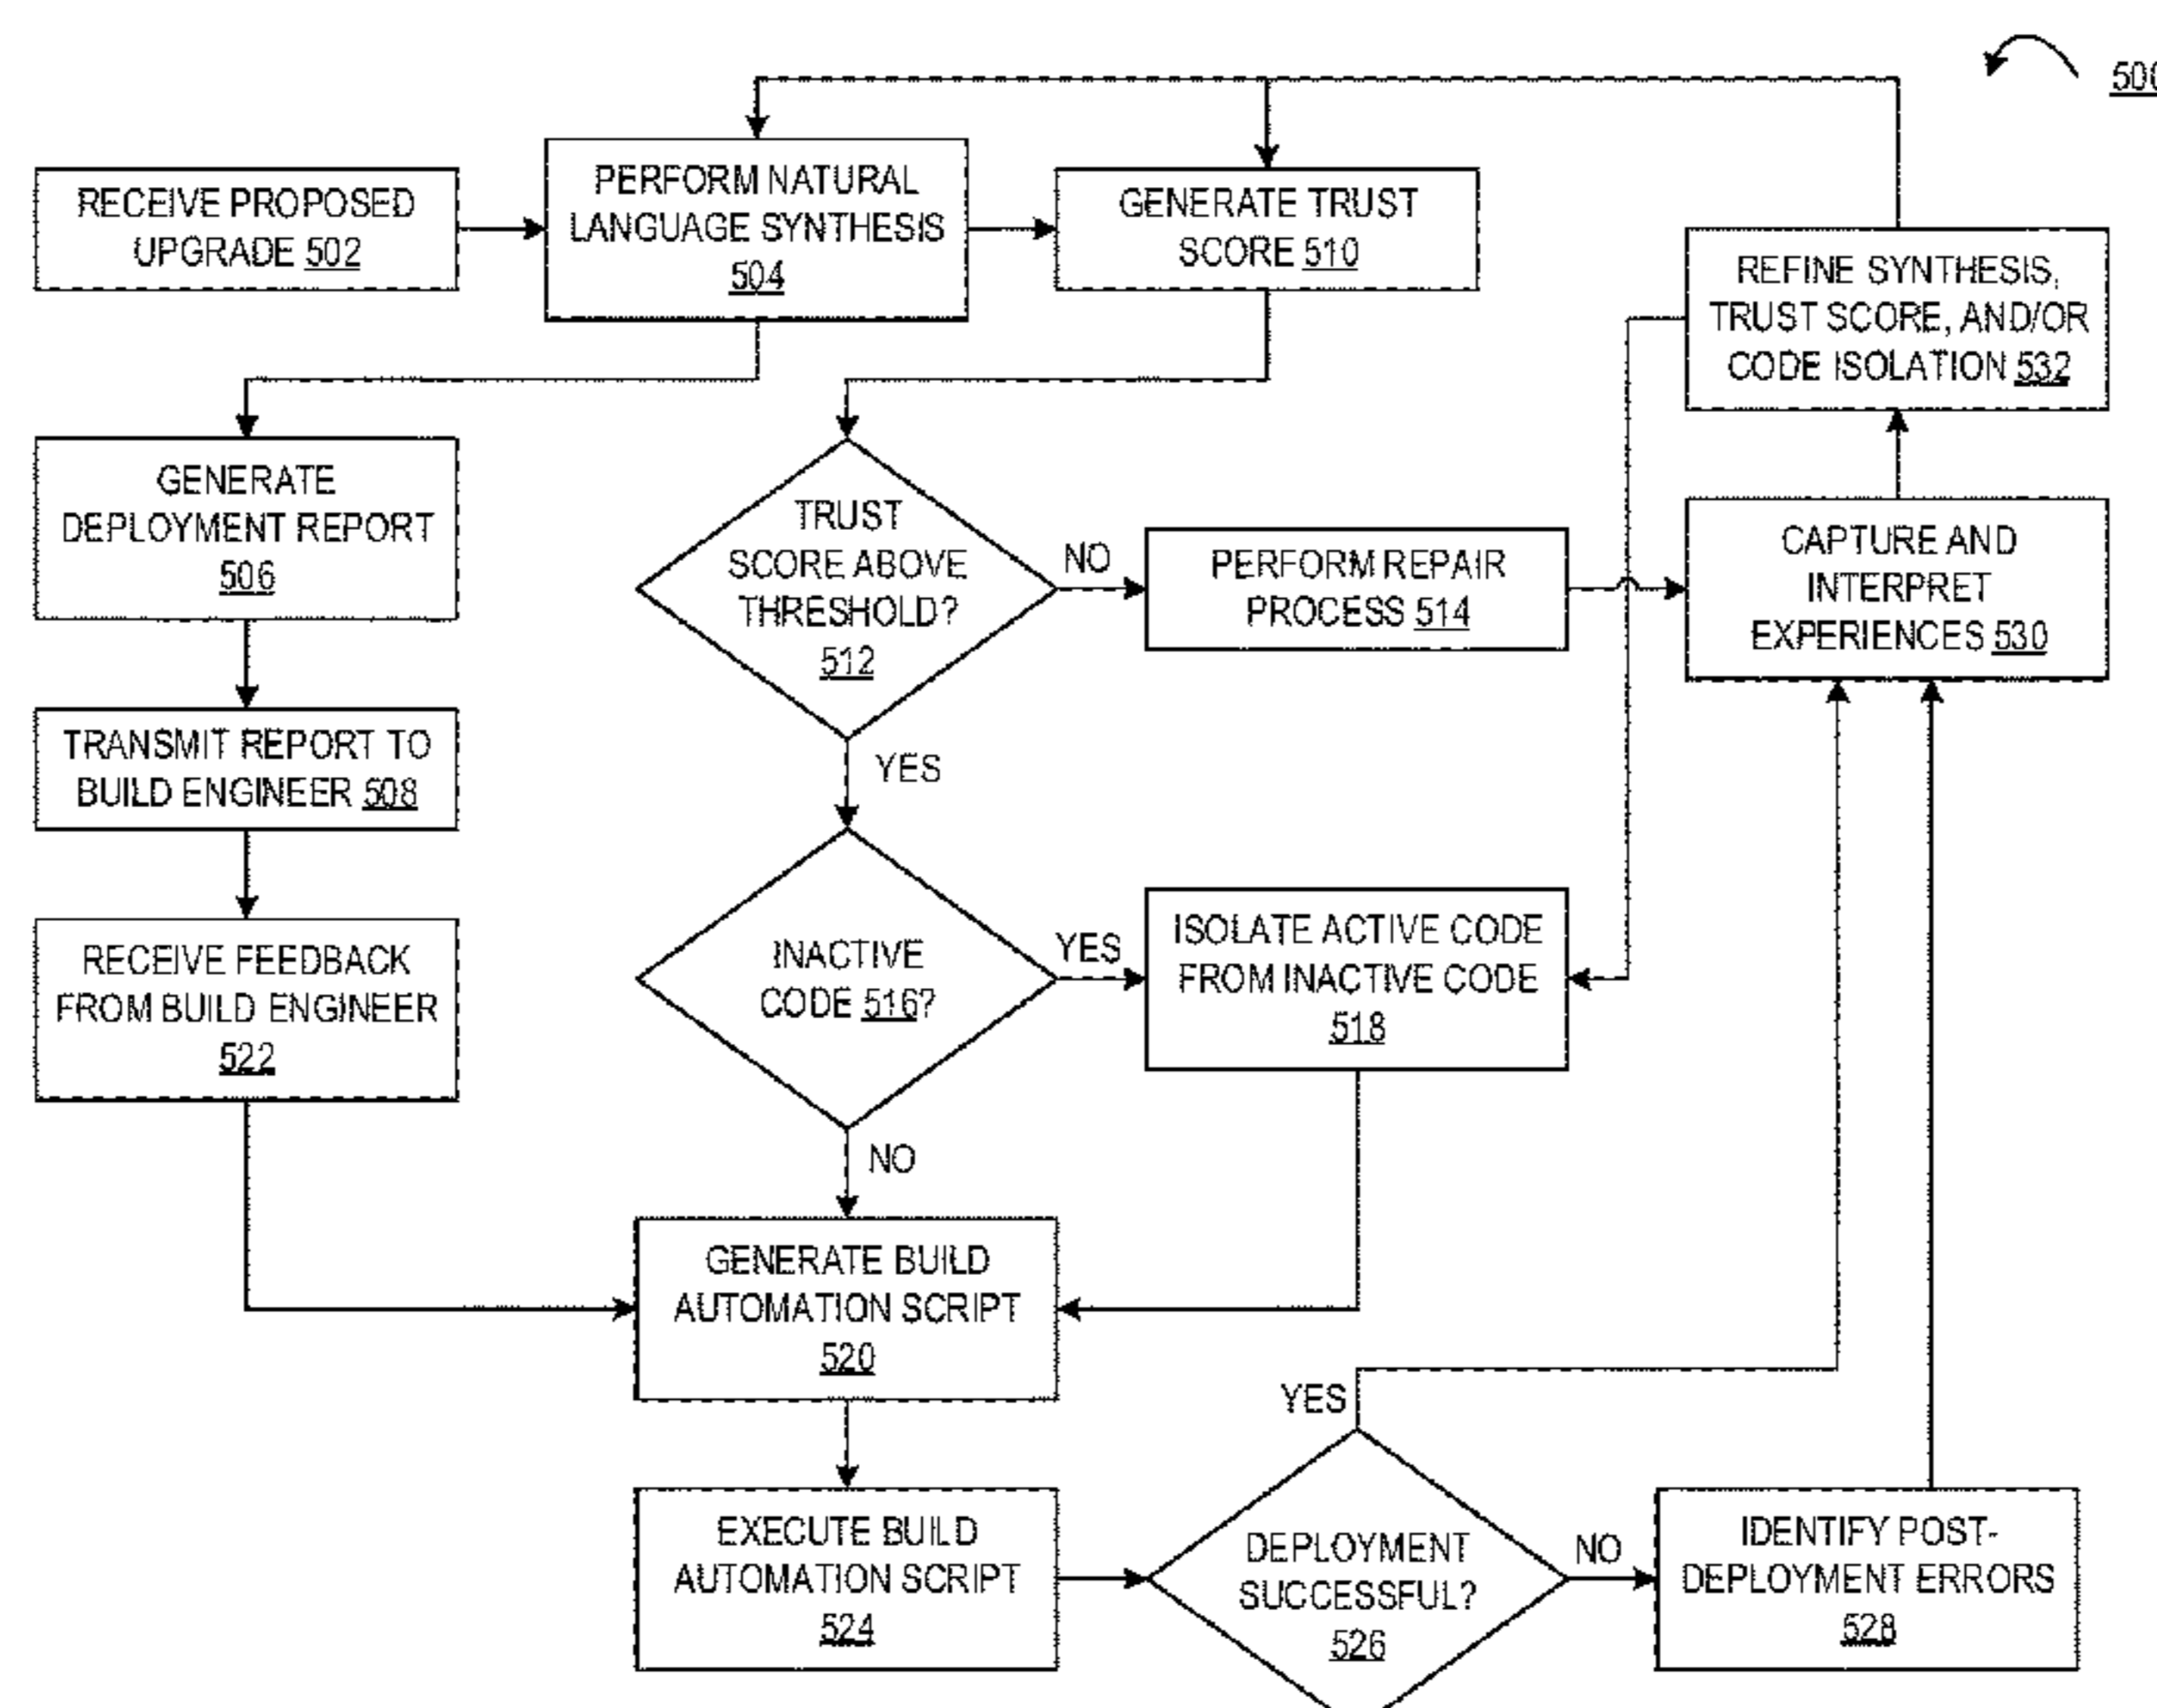 500
RECEIVE PROPOSED
UPGRADE 502
PERFORM NATURAL
LANGUAGE SYNTHESIS
504
GENERATE TRUST
SCORE 510
REFINE SYNTHESIS,
TRUST SCORE, AND/OR
CODE ISOLATION 532
GENERATE
DEPLOYMENT REPORT
506
TRUST
SCORE ABOVE
THRESHOLD?
512
NO
PERFORM REPAIR
PROCESS 514
CAPTURE AND
INTERPRET
EXPERIENCES 530
TRANSMIT REPORT TO
BUILD ENGINEER 508
YES
RECEIVE FEEDBACK
FROM BUILD ENGINEER
522
INACTIVE
CODE 516?
YES
ISOLATE ACTIVE CODE
FROM INACTIVE CODE
518
NO
GENERATE BUILD
AUTOMATION SCRIPT
520
YES
EXECUTE BUILD
AUTOMATION SCRIPT
524
DEPLOYMENT
SUCCESSFUL?
526
NO
IDENTIFY POST-
DEPLOYMENT ERRORS
528